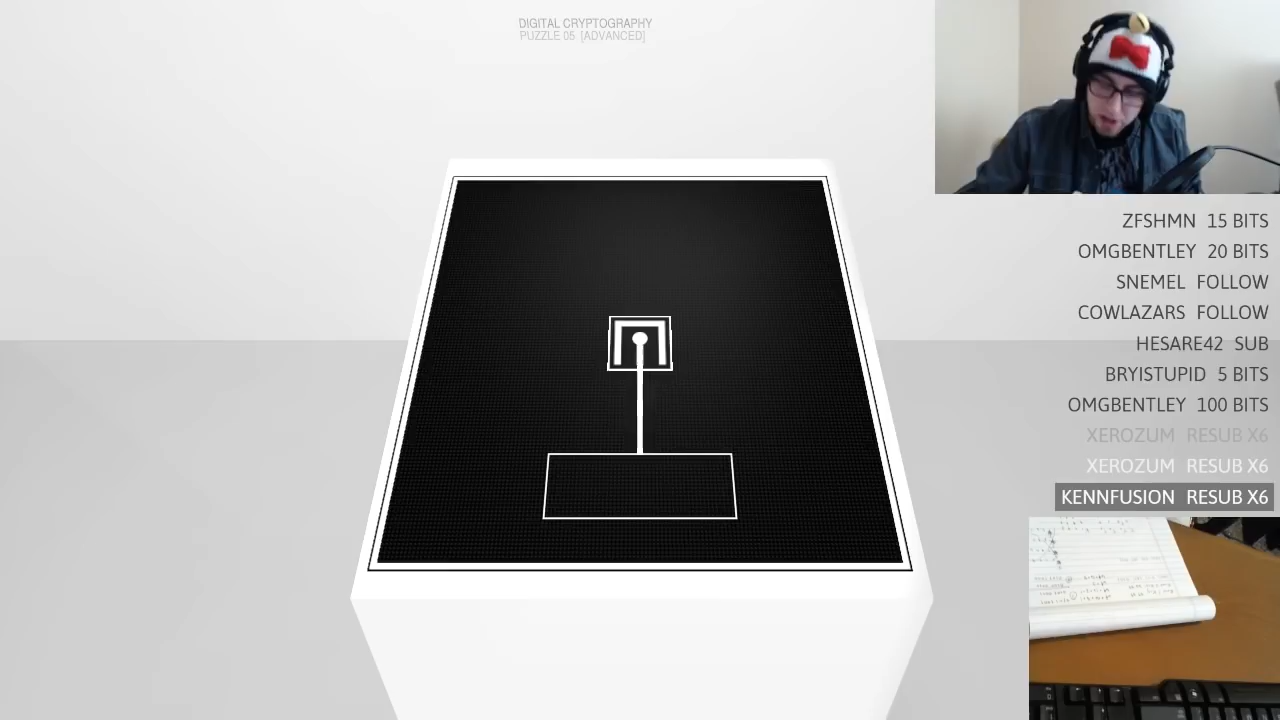 DIGITAL CRYPTOGRAPHY
PUZZLE 05 [ADVANCED]
ZFSHMN 15 BITS
OMGBENTLEY 20 BITS
SNEMEL FOLLOW
COWLAZARS FOLLOW
HESARE42 SUB
BRYISTUPID 5 BITS
OMGBENTLEY 100 BITS
XEROZUM RESUB X6
XEROZUM RESUB X6
KENNFUSION RESUB X6